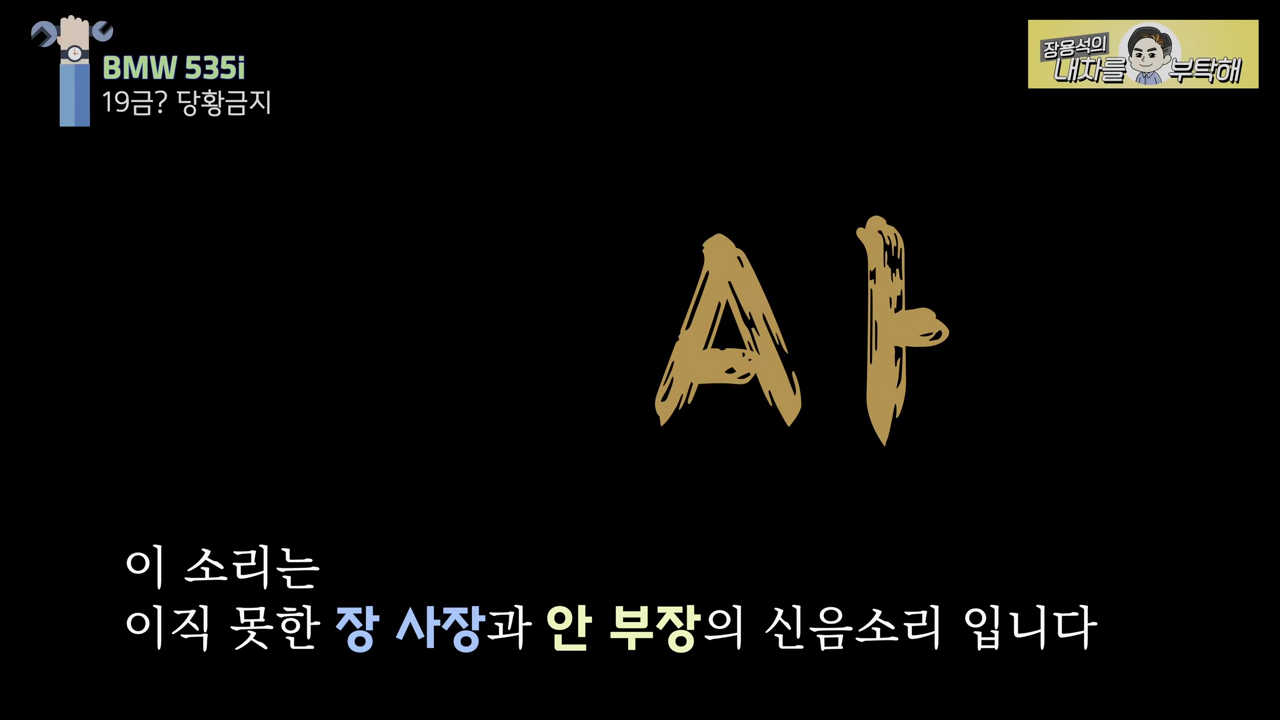 BMW 535i
19금? 당황금지
장용석의
내차를 부탁해
A ㅏ
이 소리는
이직 못한 장 사장과 안 부장의 신음소리 입니다